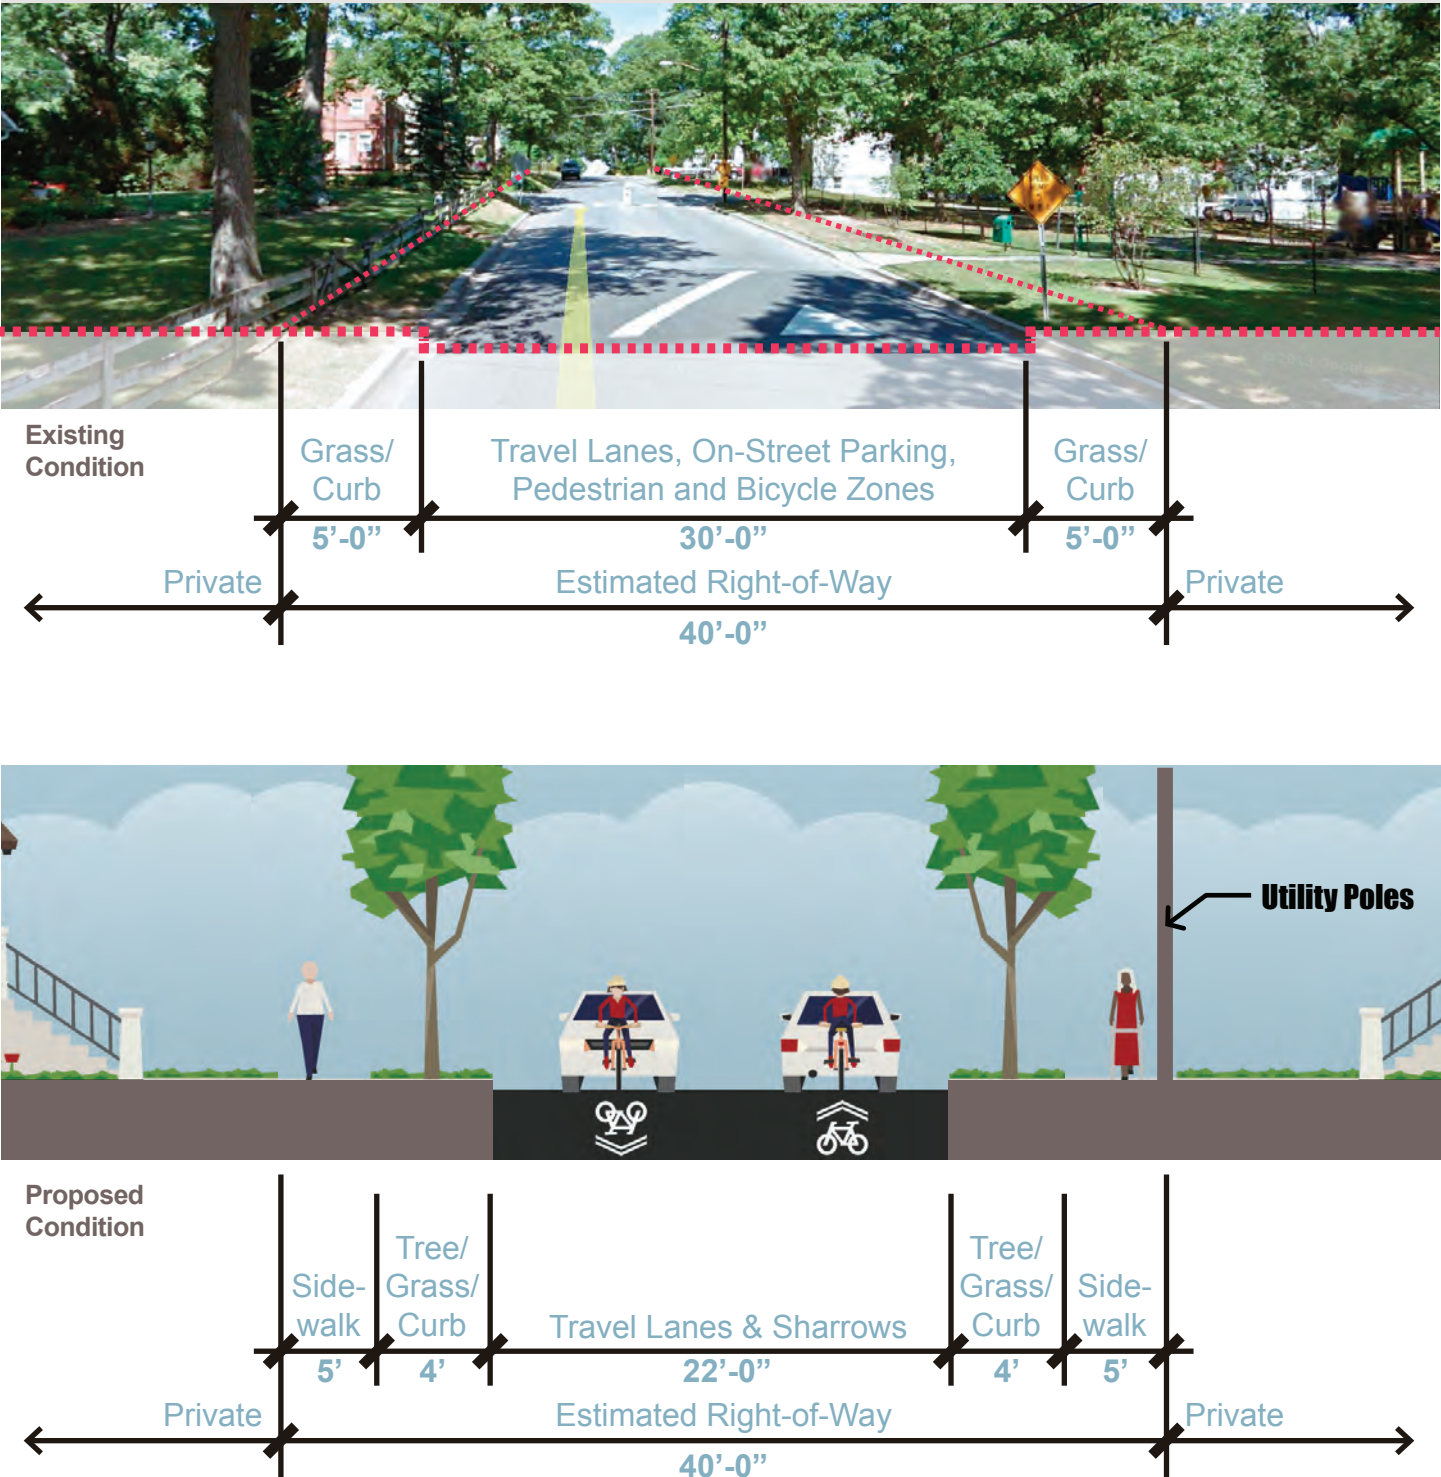 Existing
Condition
Grass/
Curb
Travel Lanes, On-Street Parking,
Pedestrian and Bicycle Zones
Grass/
Curb
5’-0”
30’-0”
5’-0”
Private
Estimated Right-of-Way
Private
40’-0”
Utility Poles
Proposed
Condition
Side-
walk
Tree/
Grass/
Curb
Travel Lanes & Sharrows
Tree/
Grass/
Curb
Side-
walk
5’
4’
22’-0”
4’
5’
Private
Estimated Right-of-Way
Private
40’-0”